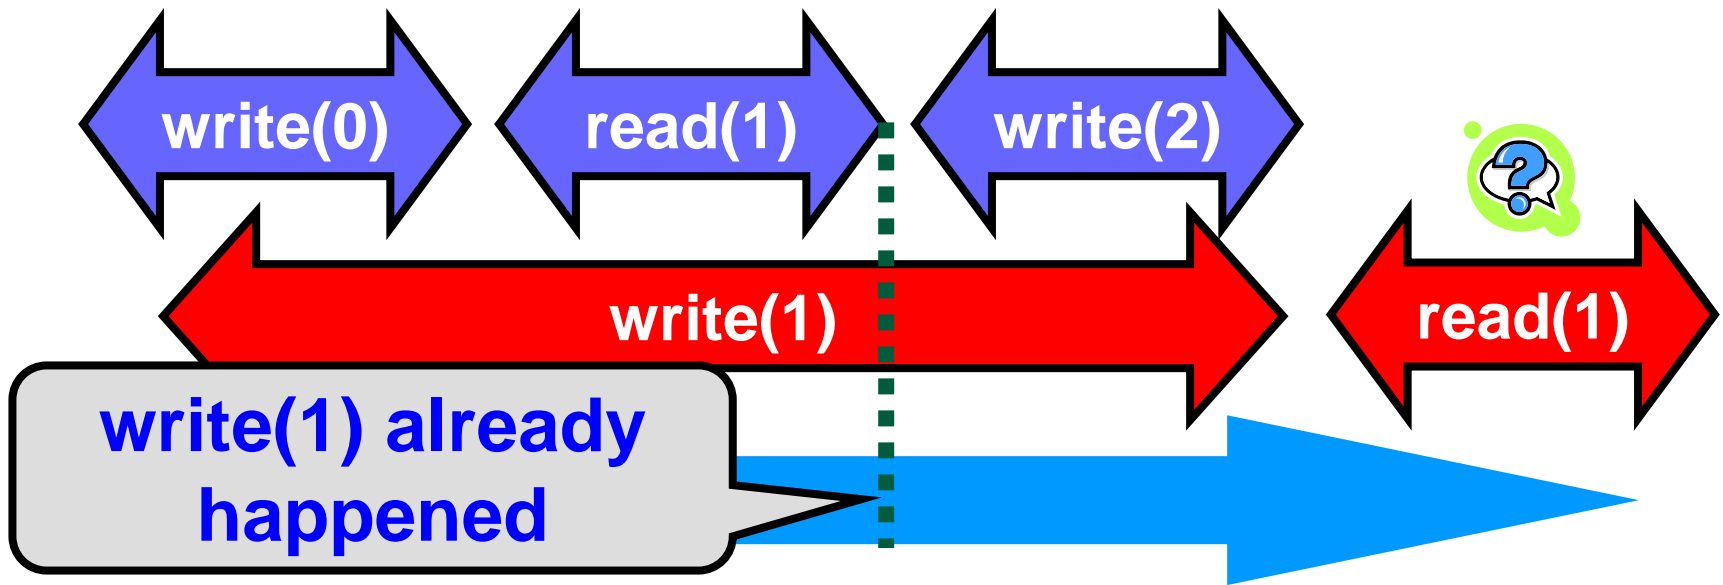 write(0) read(1) write(2)
write(1) read(1)
write(1) already
happened